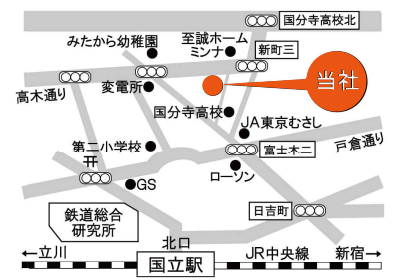 国分寺高校北
みたから幼稚園
至誠ホーム
ミンナ
新町三
高木通り
変電所
当社
国分寺高校
JA東京むさし
戸倉通り
第二小学校
富士本二
ローソン
GS
鉄道総合
研究所
日吉町
北口
←立川
国立駅
JR中央線
新宿→